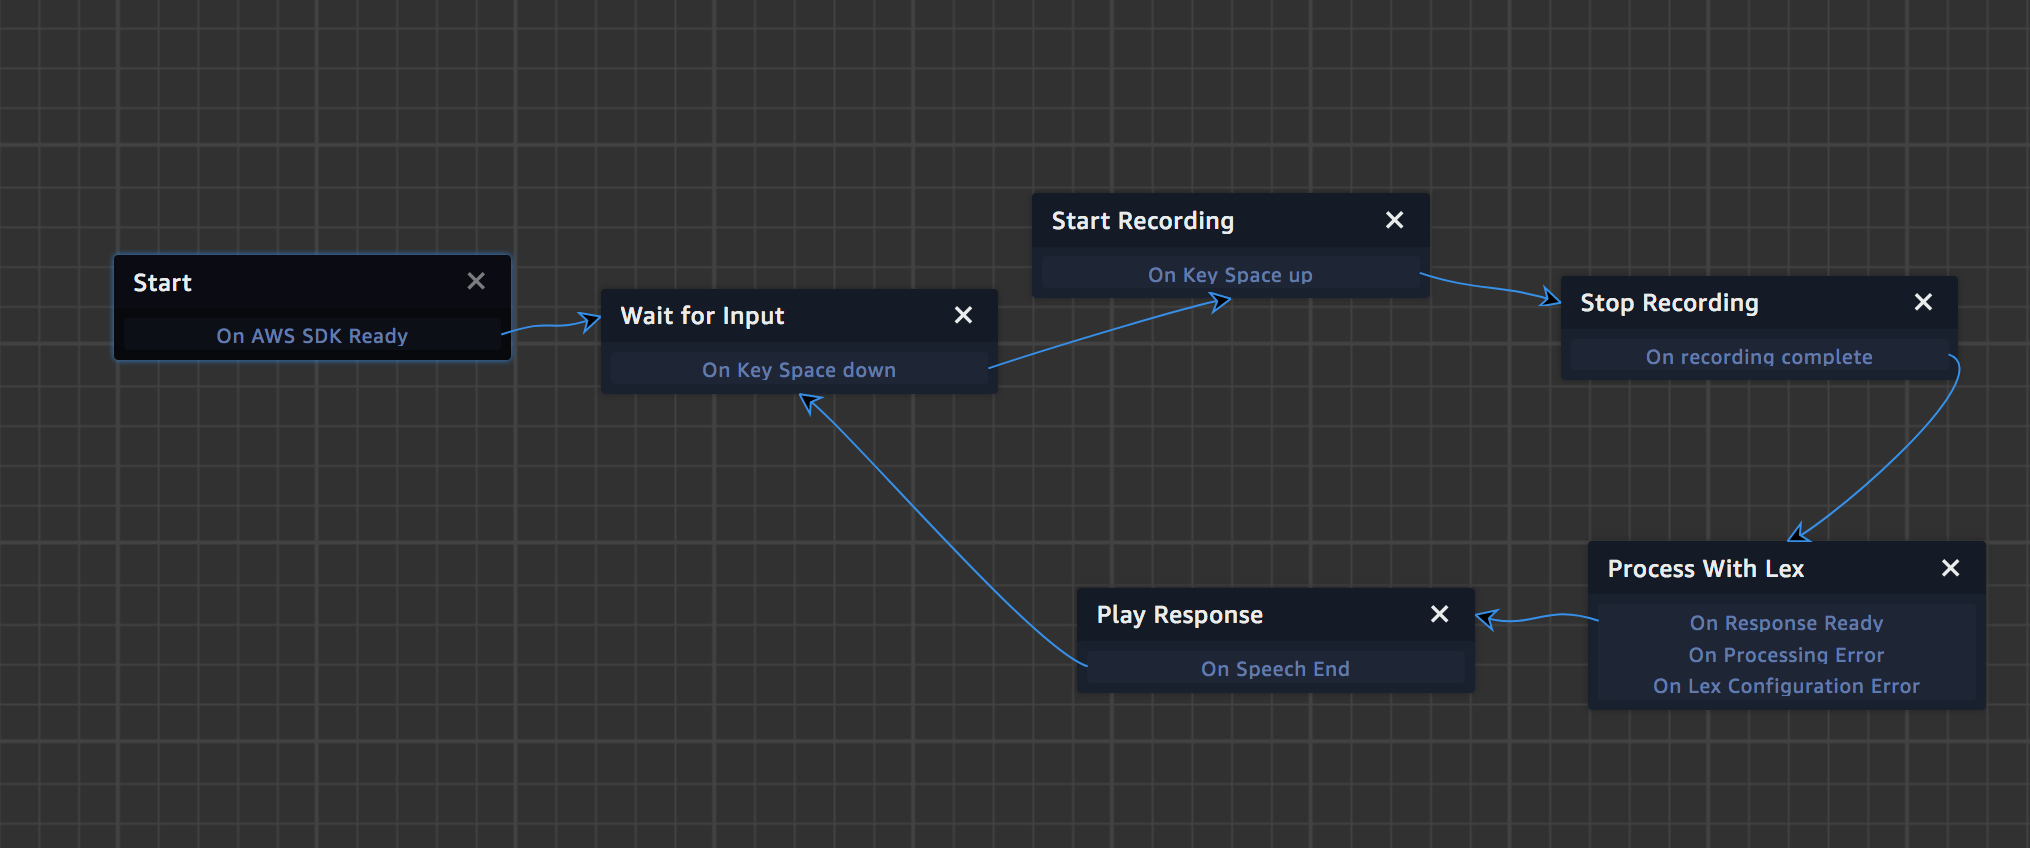 Start
On AWS SDK Ready
Wait for Input
On Key Space down
Start Recording
On Key Space up
Stop Recording
On recording complete
Process With Lex
On Response Ready
On Processing Error
On Lex Configuration Error
Play Response
On Speech End